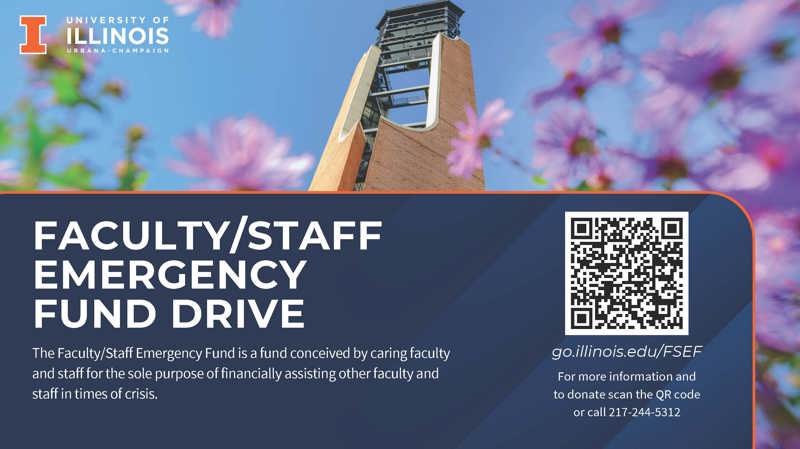 UNIVERSITY OF
ILLINOIS
URBANA-CHAMPAIGN
FACULTY/STAFF
EMERGENCY
FUND DRIVE
The Faculty/Staff Emergency Fund is a fund conceived by caring faculty
and staff for the sole purpose of financially assisting other faculty and
staff in times of crisis.
go.illinois.edu/FSEF
For more information and
to donate scan the QR code
or call 217-244-5312